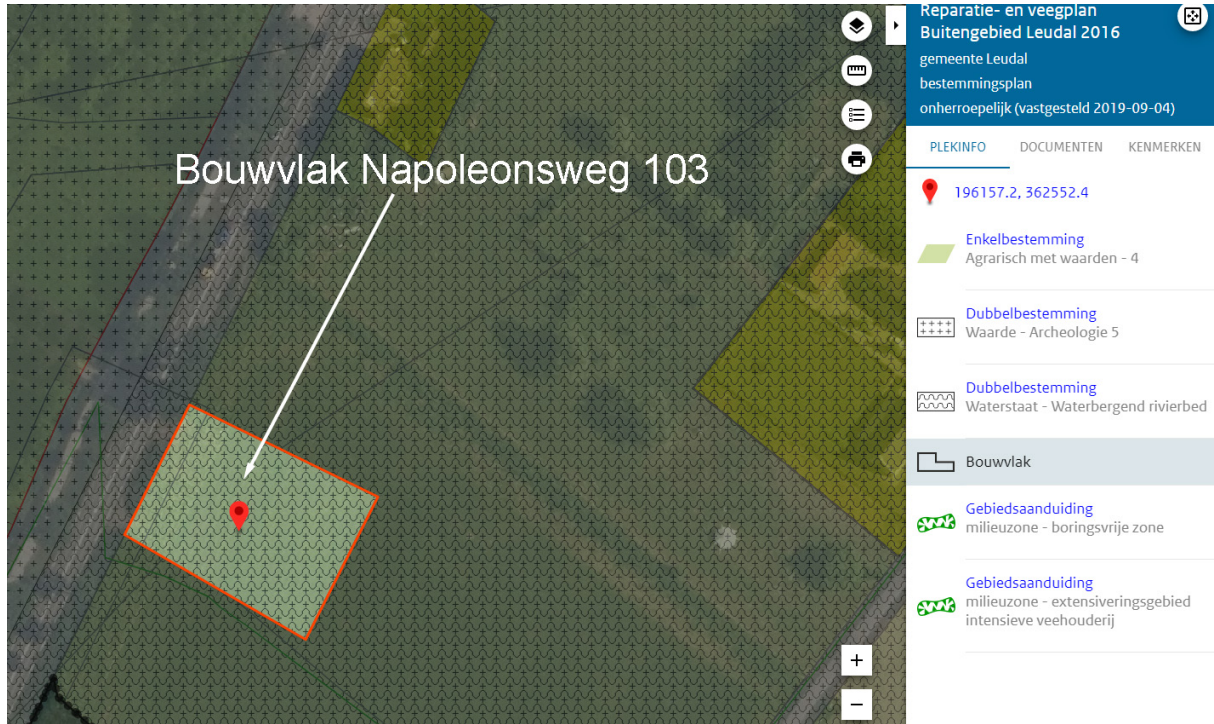 Bouwvlak Napoleonsweg 103
Reparatie- en veegplan
Buitengebied Leudal 2016
gemeente Leudal
bestemmingsplan
onherroepelijk (vastgesteld 2019-09-04)
PLEKINFO DOCUMENTEN KENMERKEN
196157.2, 362552.4
Enkelbestemming
Agrarisch met waarden - 4
Dubbelbestemming
Waarde - Archeologie 5
Dubbelbestemming
Waterstaat - Waterbergend rivierbed
Bouwvlak
Gebiedsaanduiding
milieuzone - boringsvrije zone
Gebiedsaanduiding
milieuzone - extensiveringsgebied
intensieve veehouderij